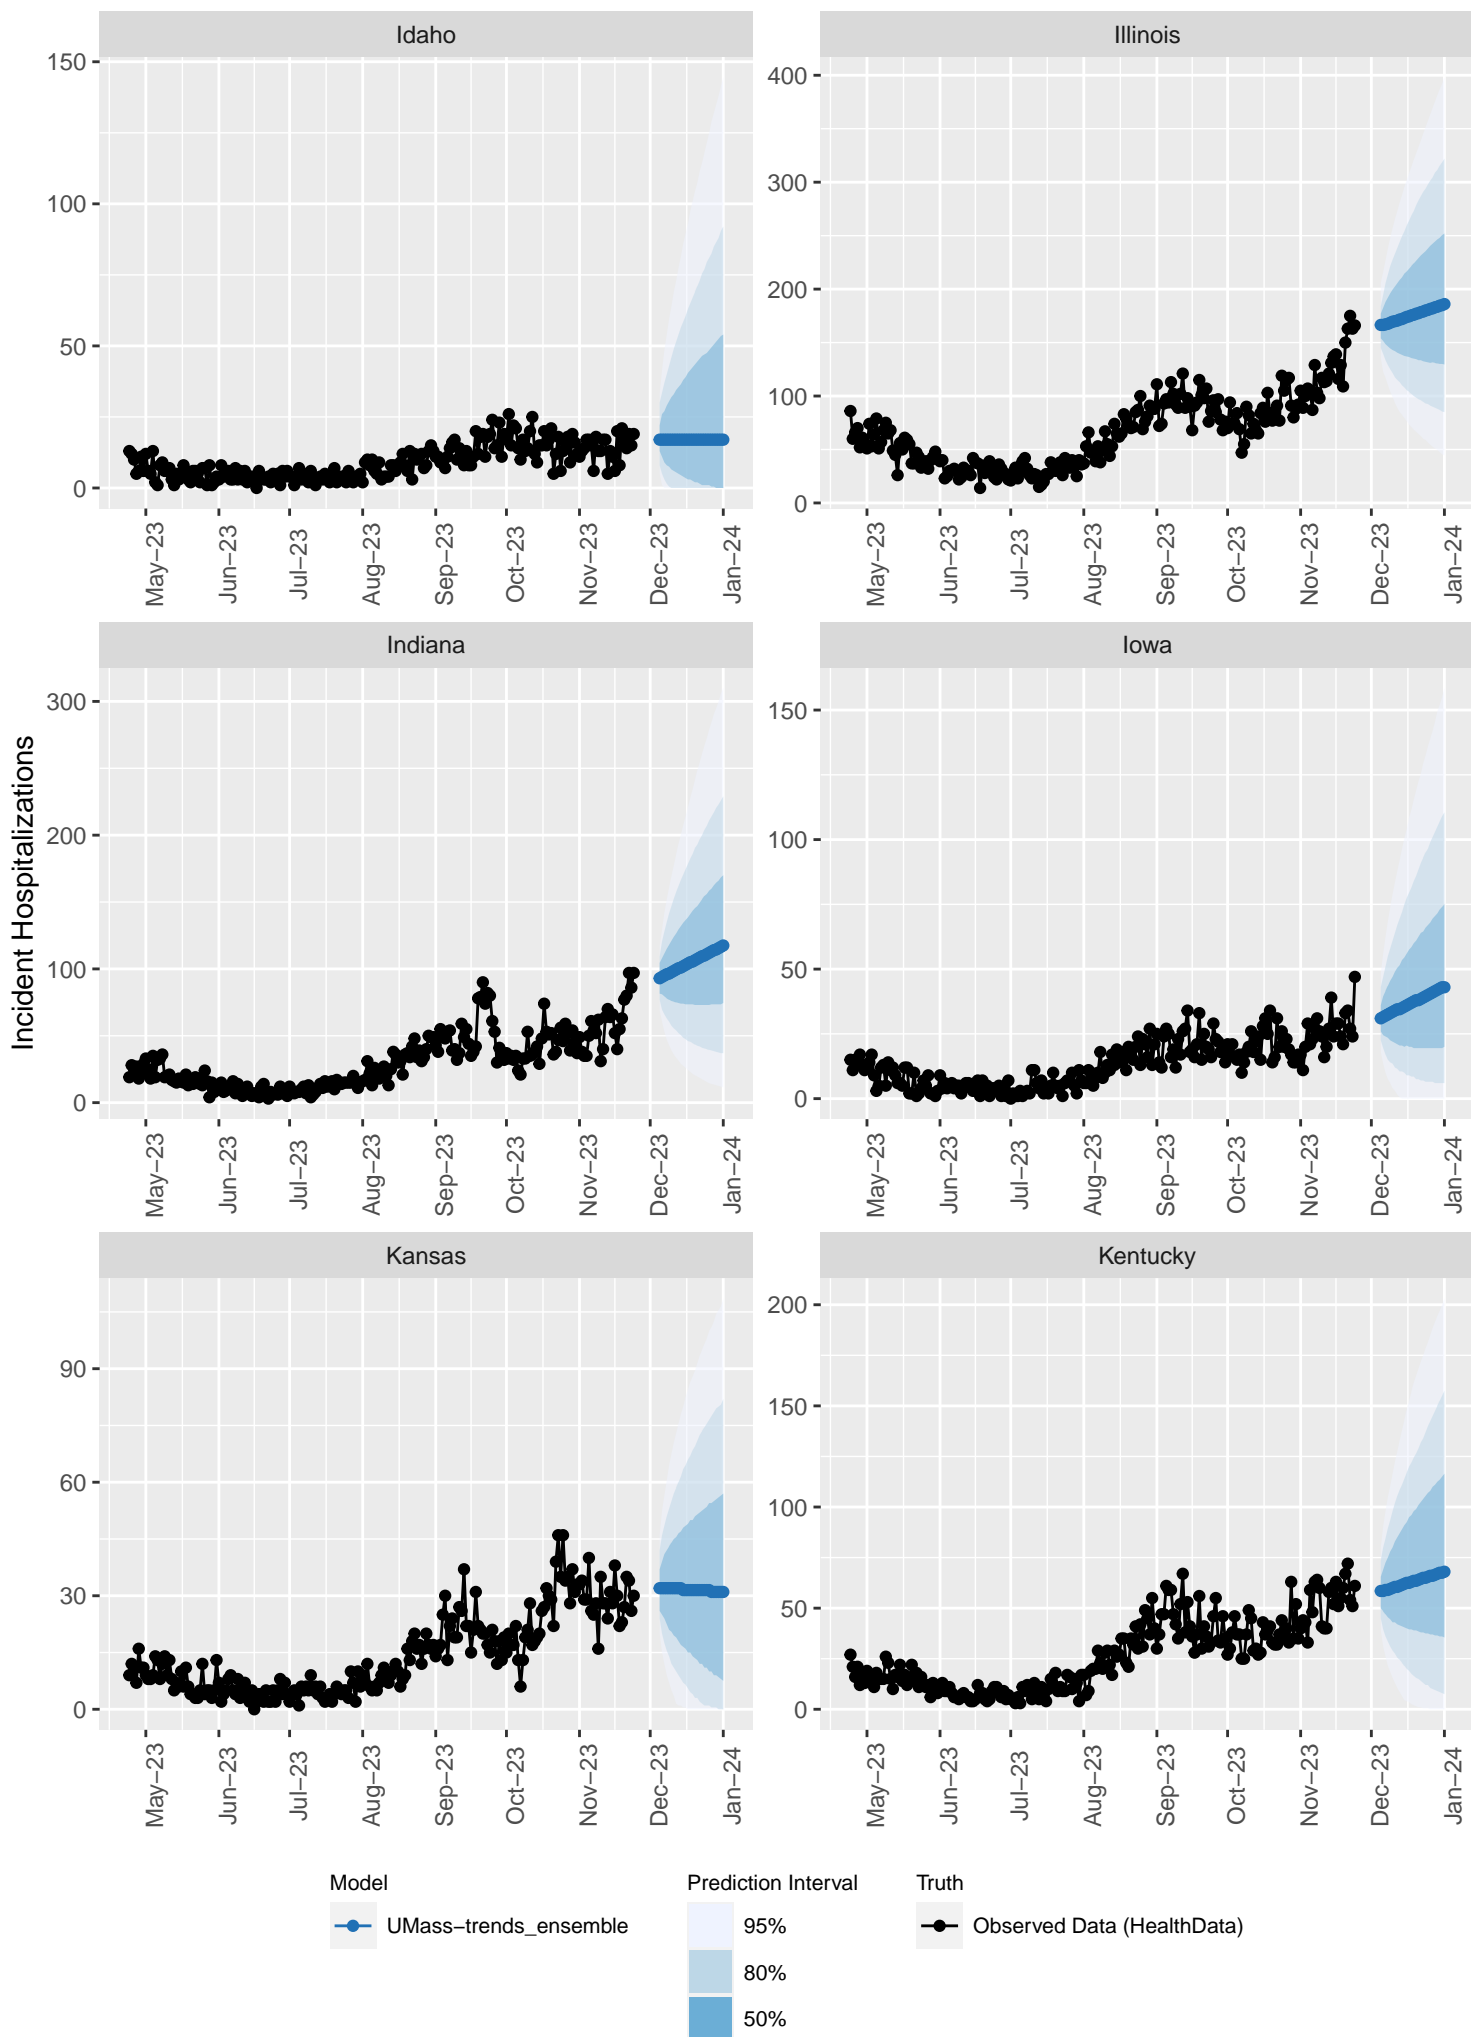 Idaho
Illinois
150
100
50
0
400
300
200
100
0
May−23
Jun−23
Jul−23
Aug−23
Sep−23
Oct−23
Nov−23
Dec−23
Jan−24
May−23
Jun−23
Jul−23
Aug−23
Sep−23
Oct−23
Nov−23
Dec−23
Jan−24
Incident Hospitalizations
Indiana
Iowa
300
200
100
0
150
100
50
0
May−23
Jun−23
Jul−23
Aug−23
Sep−23
Oct−23
Nov−23
Dec−23
Jan−24
May−23
Jun−23
Jul−23
Aug−23
Sep−23
Oct−23
Nov−23
Dec−23
Jan−24
Kansas
Kentucky
90
60
30
0
200
150
100
50
0
May−23
Jun−23
Jul−23
Aug−23
Sep−23
Oct−23
Nov−23
Dec−23
Jan−24
May−23
Jun−23
Jul−23
Aug−23
Sep−23
Oct−23
Nov−23
Dec−23
Jan−24
Model
UMass−trends_ensemble
Prediction Interval
95%
80%
50%
Truth
Observed Data (HealthData)